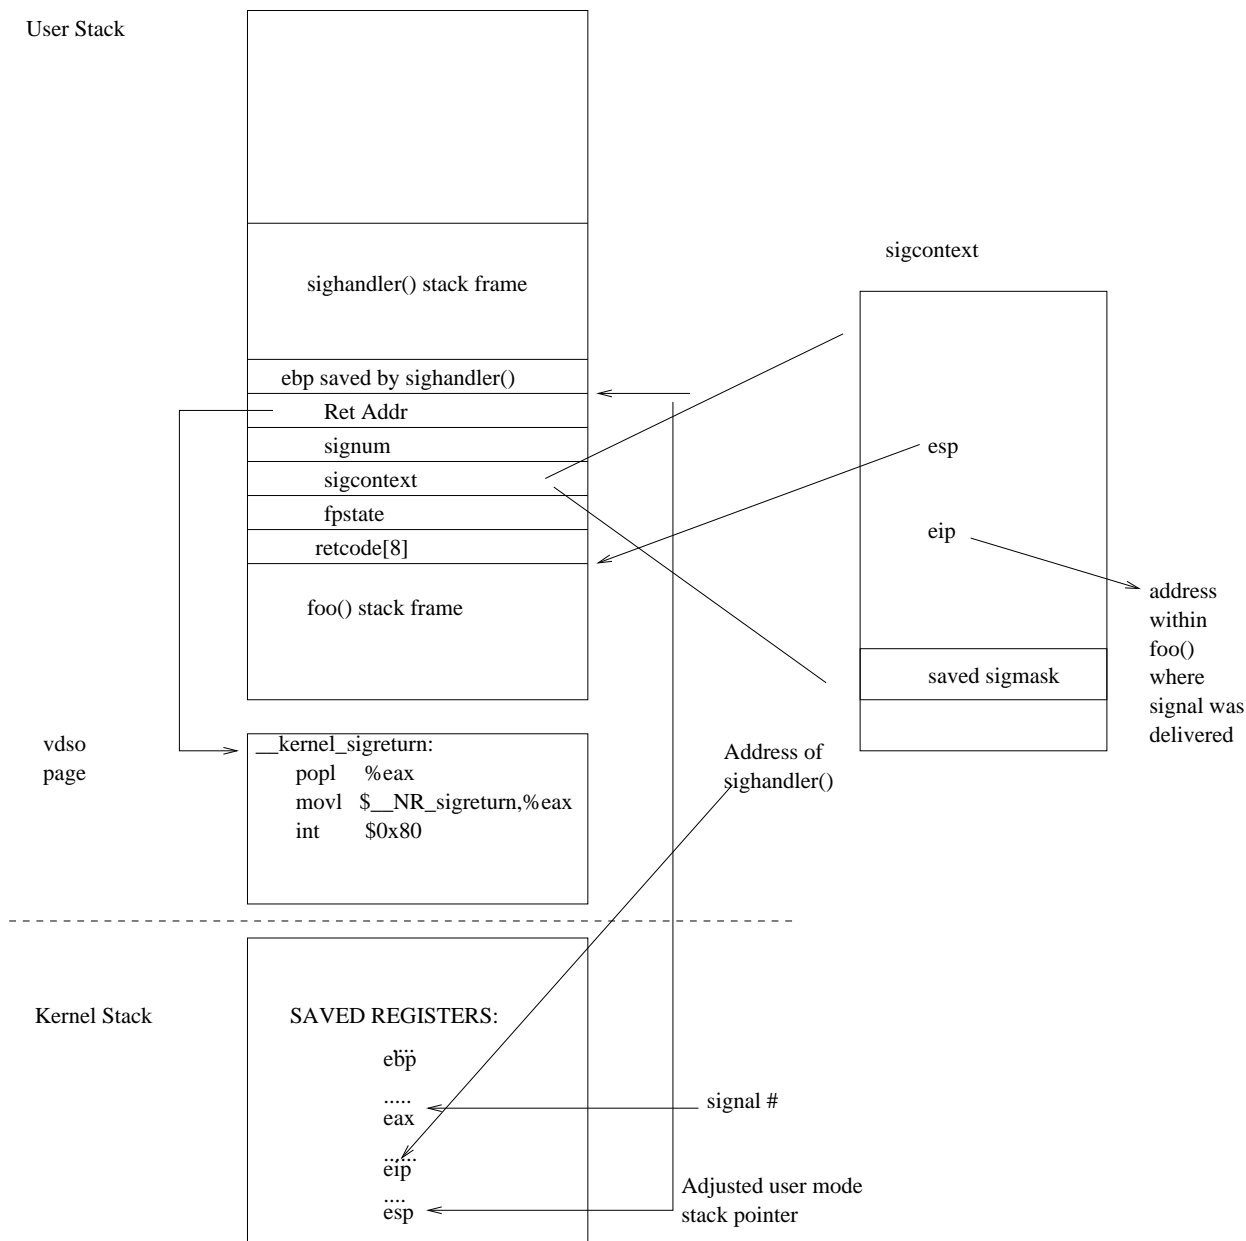 User Stack
sigcontext
sighandler() stack frame
ebp saved by sighandler()
Ret Addr
signum
sigcontext
fpstate
retcode[8]
foo() stack frame
esp
eip
saved sigmask
address
within
foo()
where
signal was
delivered
vdso
page
__kernel_sigreturn:
popl %eax
movl $__NR_sigreturn,%eax
int $0x80
Address of
sighandler()
Kernel Stack
SAVED REGISTERS:
....
ebp
.....
eax
signal #
......
eip
....
esp
Adjusted user mode
stack pointer